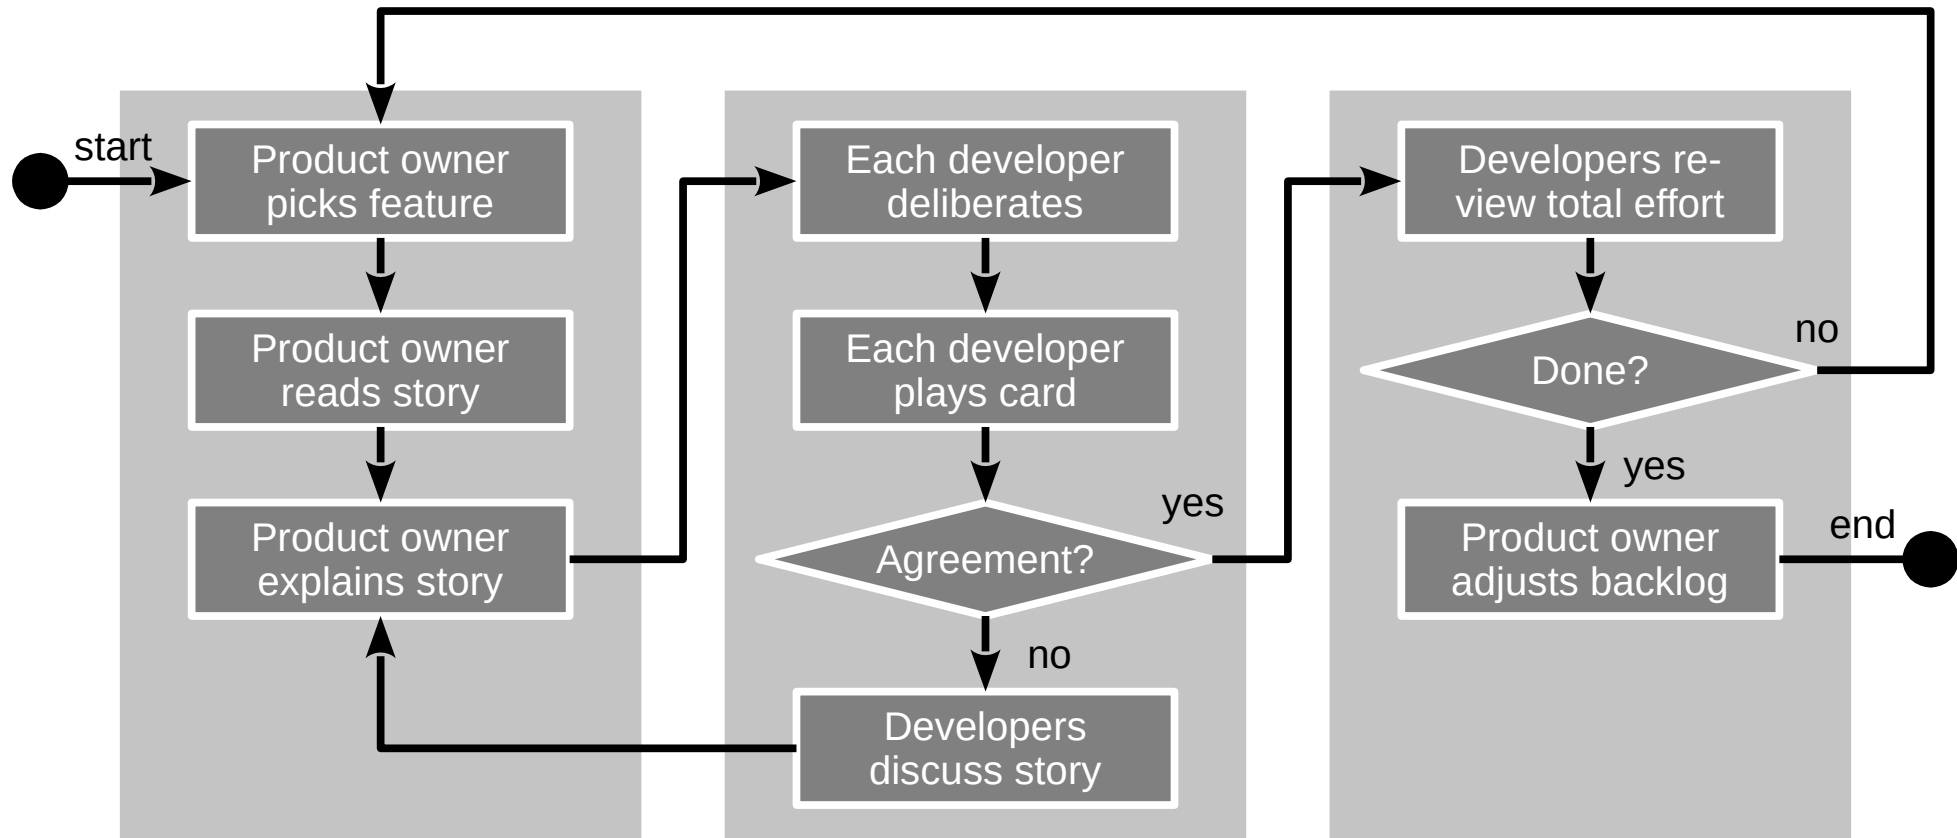 start
Product owner
picks feature
Product owner
reads story
Product owner
explains story
Each developer
deliberates
Each developer
plays card
Agreement?
yes
no
Developers
discuss story
Developers re-
view total effort
Done?
no
yes
Product owner
adjusts backlog
end